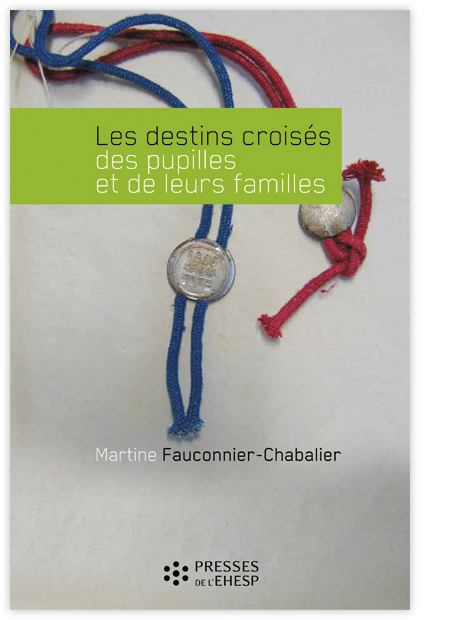 Les destins croisés
des pupilles
et de leurs familles
Martine Fauconnier-Chabalier
PRESSES
DE L'EHESP